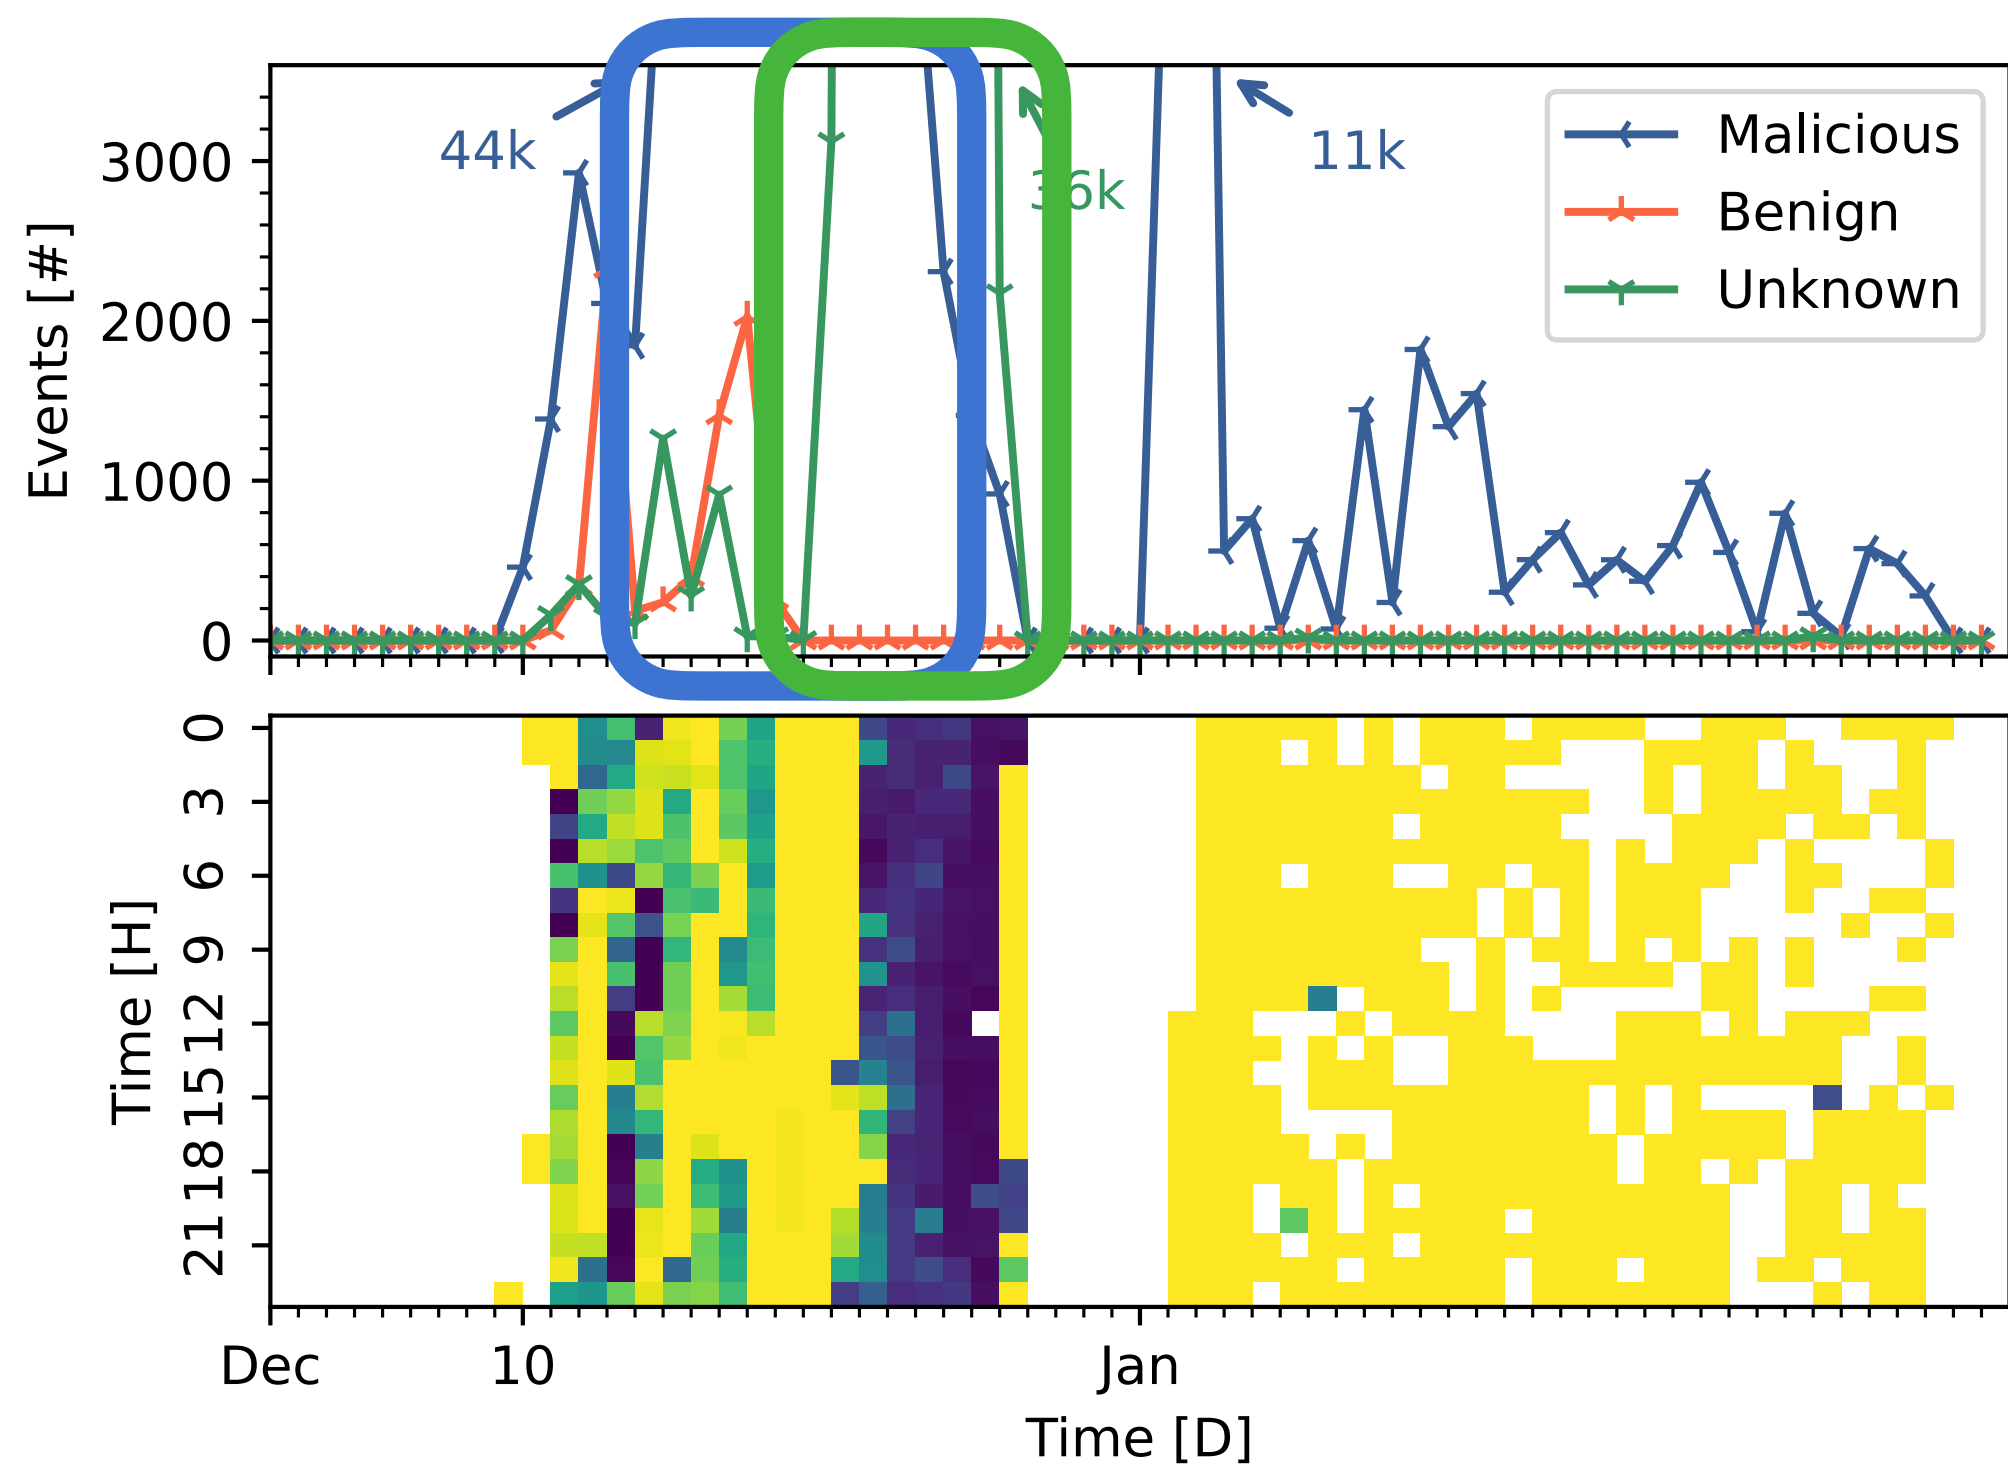 44k
36k
11k
Malicious
Benign
Unknown
Events [#]
3000
2000
1000
0
Time [H]
0
3
6
9
12
15
18
21
Dec
10
Jan
Time [D]